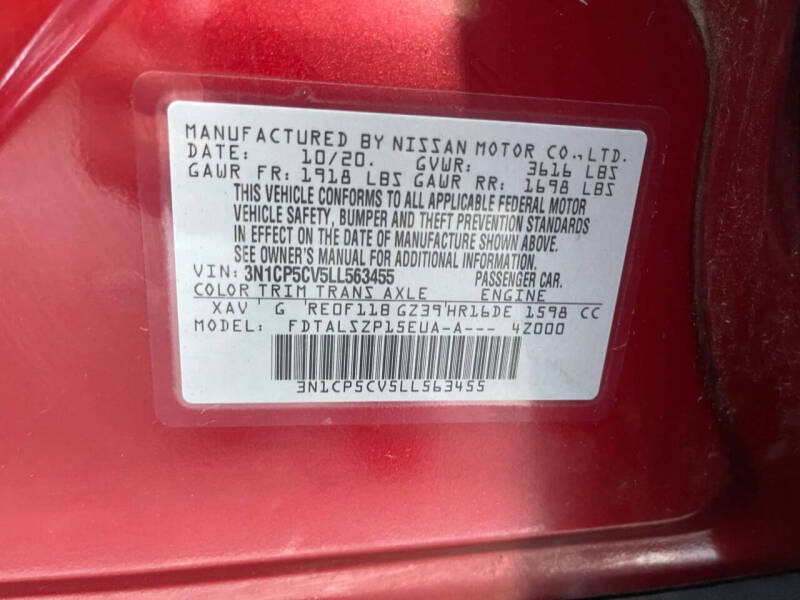 MANUFACTURED BY NISSAN MOTOR CO.,LTD.
DATE: 10/20. GVWR: 3616 LBS
GAWR FR: 1918 LBS GAWR RR: 1698 LBS
THIS VEHICLE CONFORMS TO ALL APPLICABLE FEDERAL MOTOR
VEHICLE SAFETY, BUMPER AND THEFT PREVENTION STANDARDS
IN EFFECT ON THE DATE OF MANUFACTURE SHOWN ABOVE.
SEE OWNER'S MANUAL FOR ADDITIONAL INFORMATION.
VIN: 3N1CP5CV5LL563455 PASSENGER CAR.
COLOR TRIM TRANS AXLE ENGINE
XAV G RE0F11B GZ39 HR16DE 1598 CC
MODEL: FDTALSZP15EUA-A--- 4Z000
3N1CP5CV5LL563455